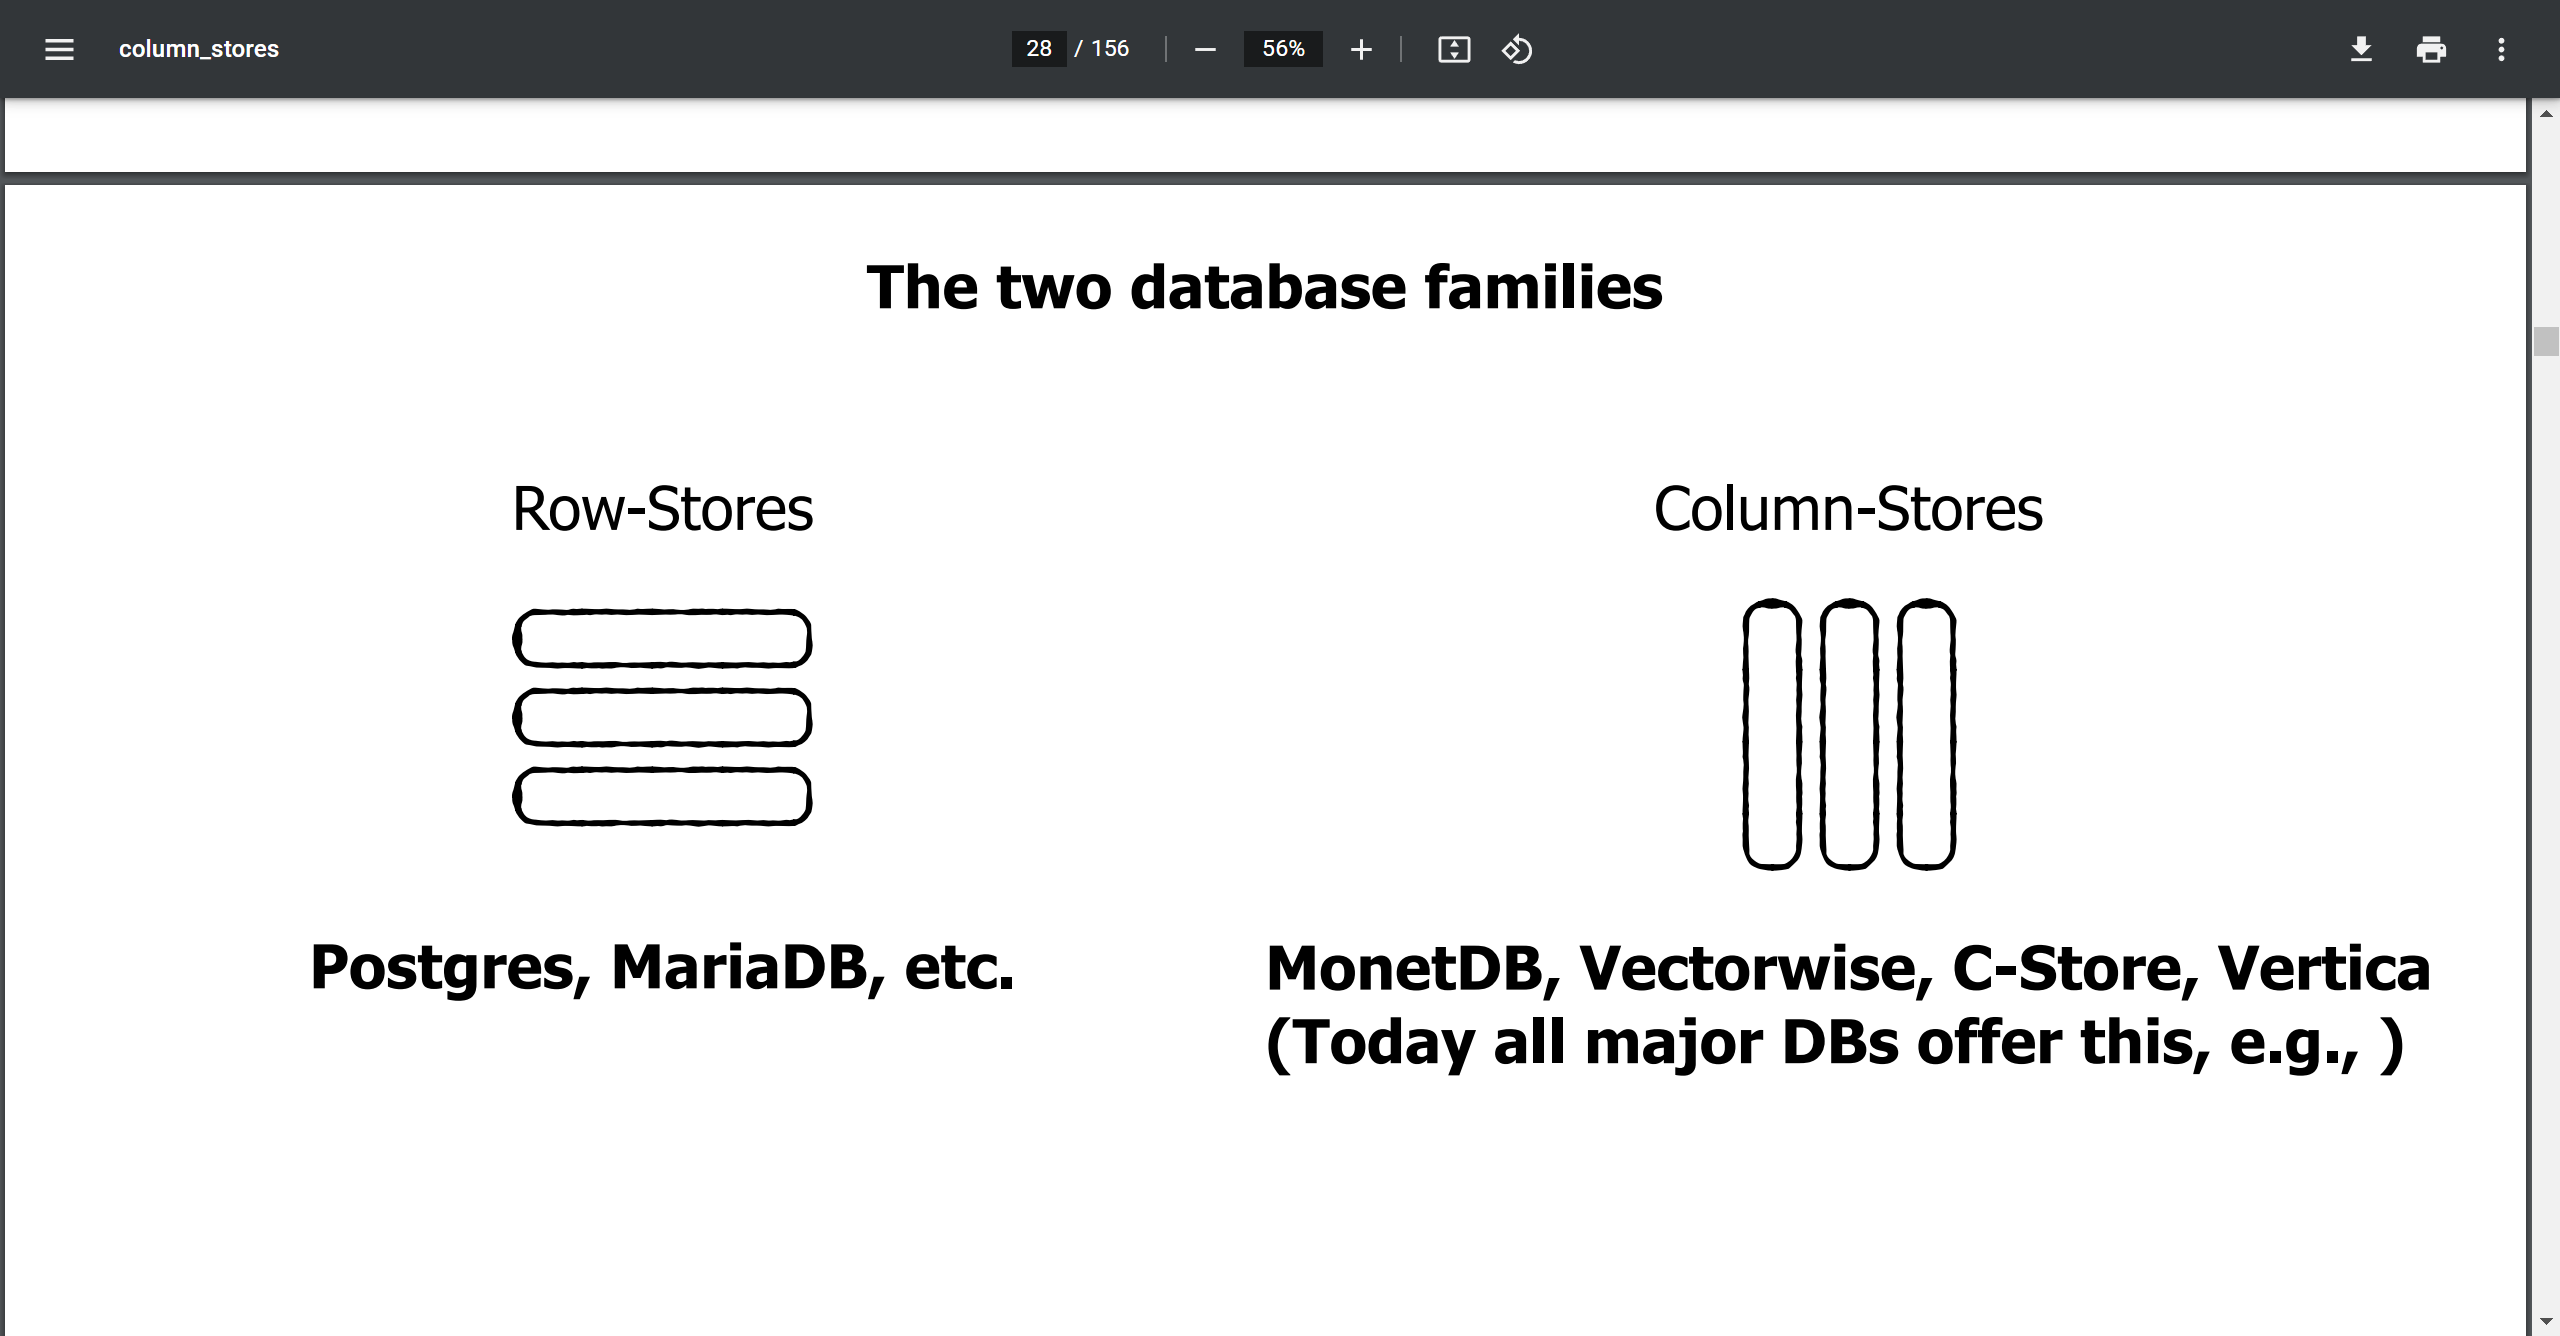 column_stores
28 / 156
56%
The two database families
Row-Stores
Column-Stores
Postgres, MariaDB, etc.
MonetDB, Vectorwise, C-Store, Vertica
(Today all major DBs offer this, e.g., )